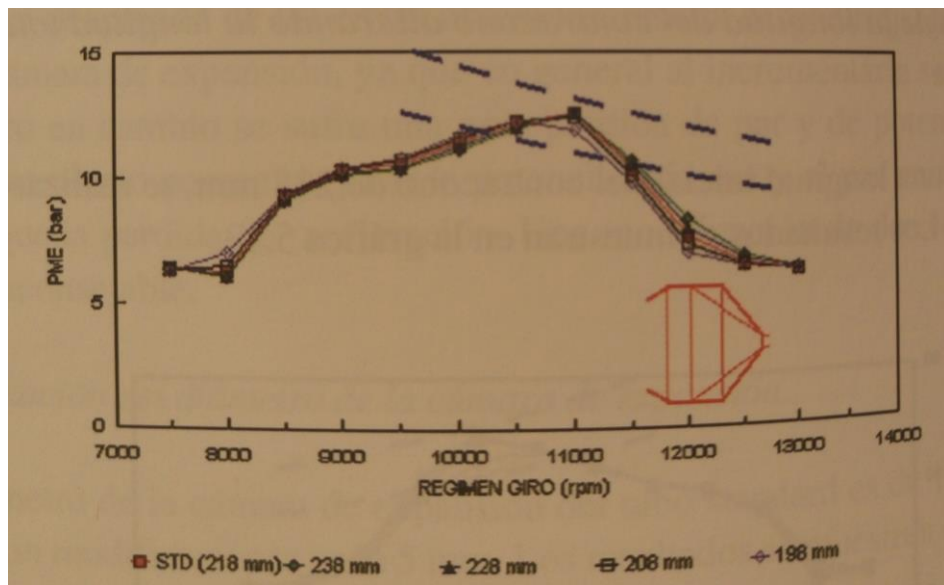 15
10
5
0
PME (bar)
7000 8000 9000 10000 11000 12000 13000 14000
REGIMEN GIRO (rpm)
STD (218 mm) 238 mm 228 mm 208 mm 198 mm